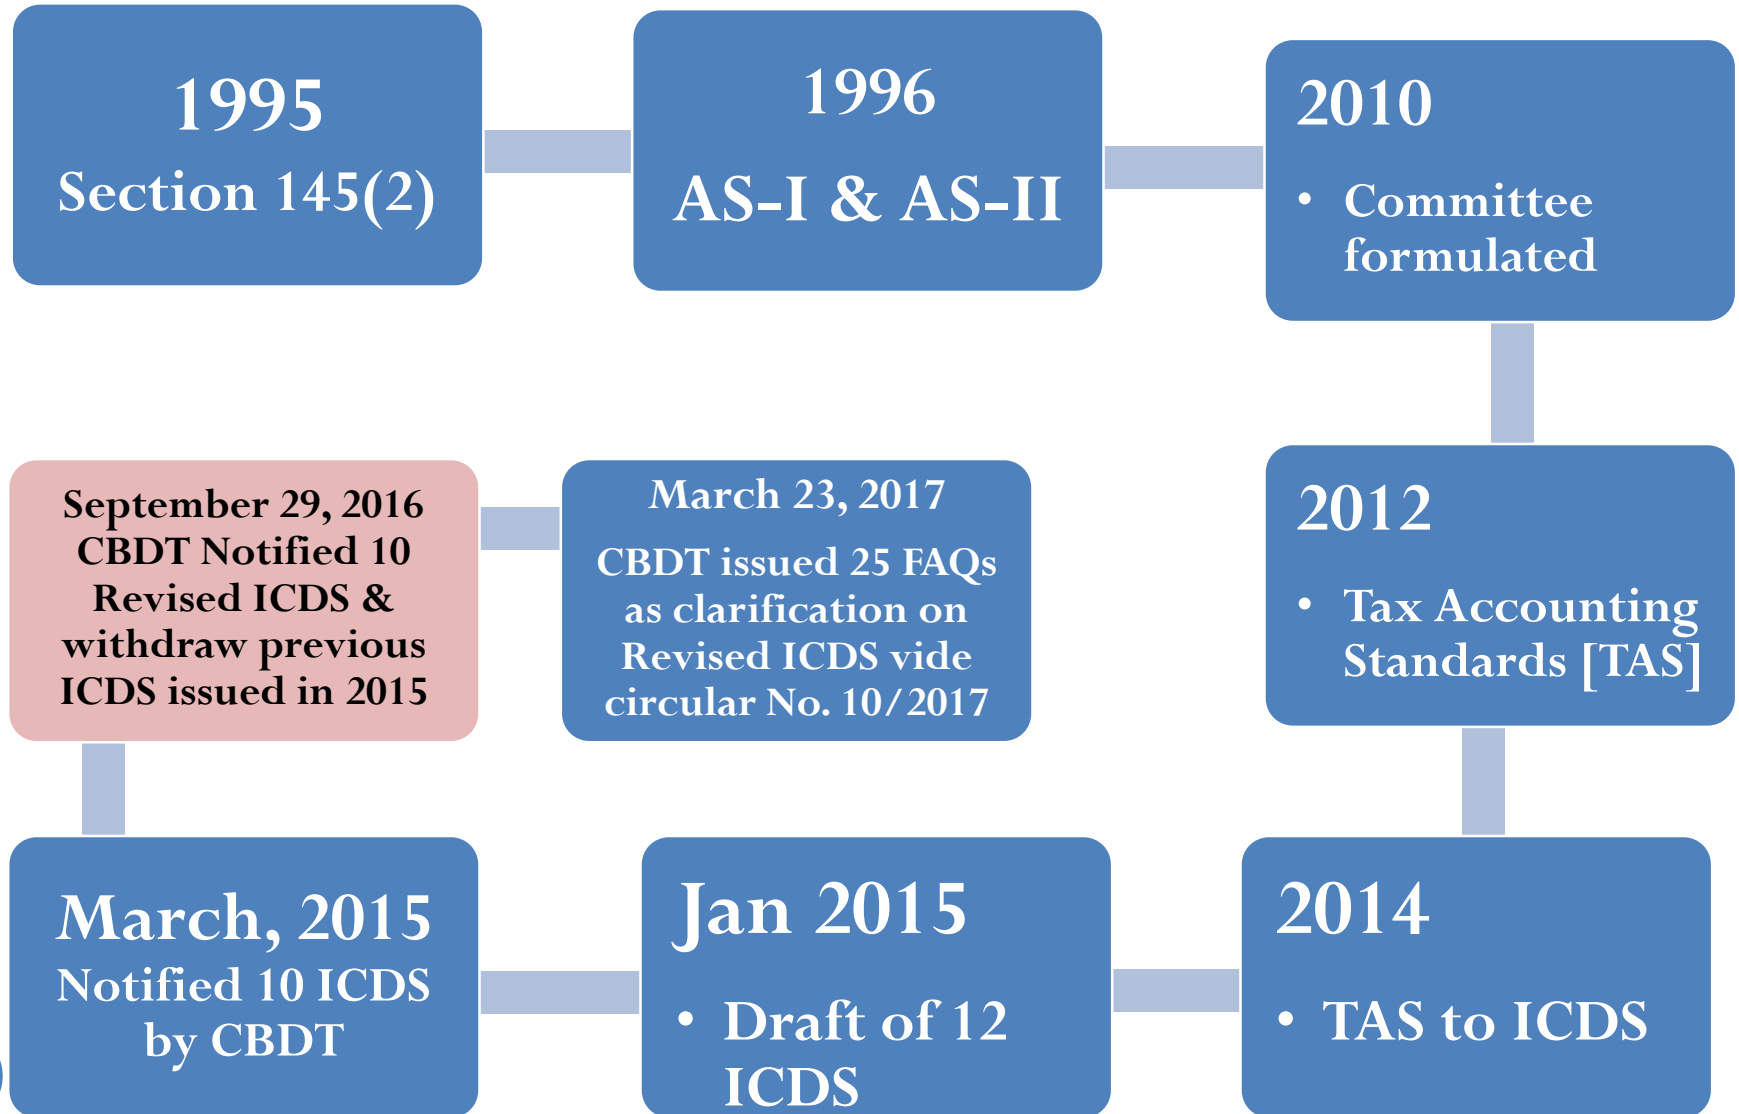 1995
Section 145(2)
1996
AS-I & AS-II
2010
• Committee
formulated
2012
• Tax Accounting
Standards [TAS]
2014
• TAS to ICDS
Jan 2015
• Draft of 12
ICDS
March, 2015
Notified 10 ICDS
by CBDT
September 29, 2016
CBDT Notified 10
Revised ICDS &
withdraw previous
ICDS issued in 2015
March 23, 2017
CBDT issued 25 FAQs
as clarification on
Revised ICDS vide
circular No. 10/2017